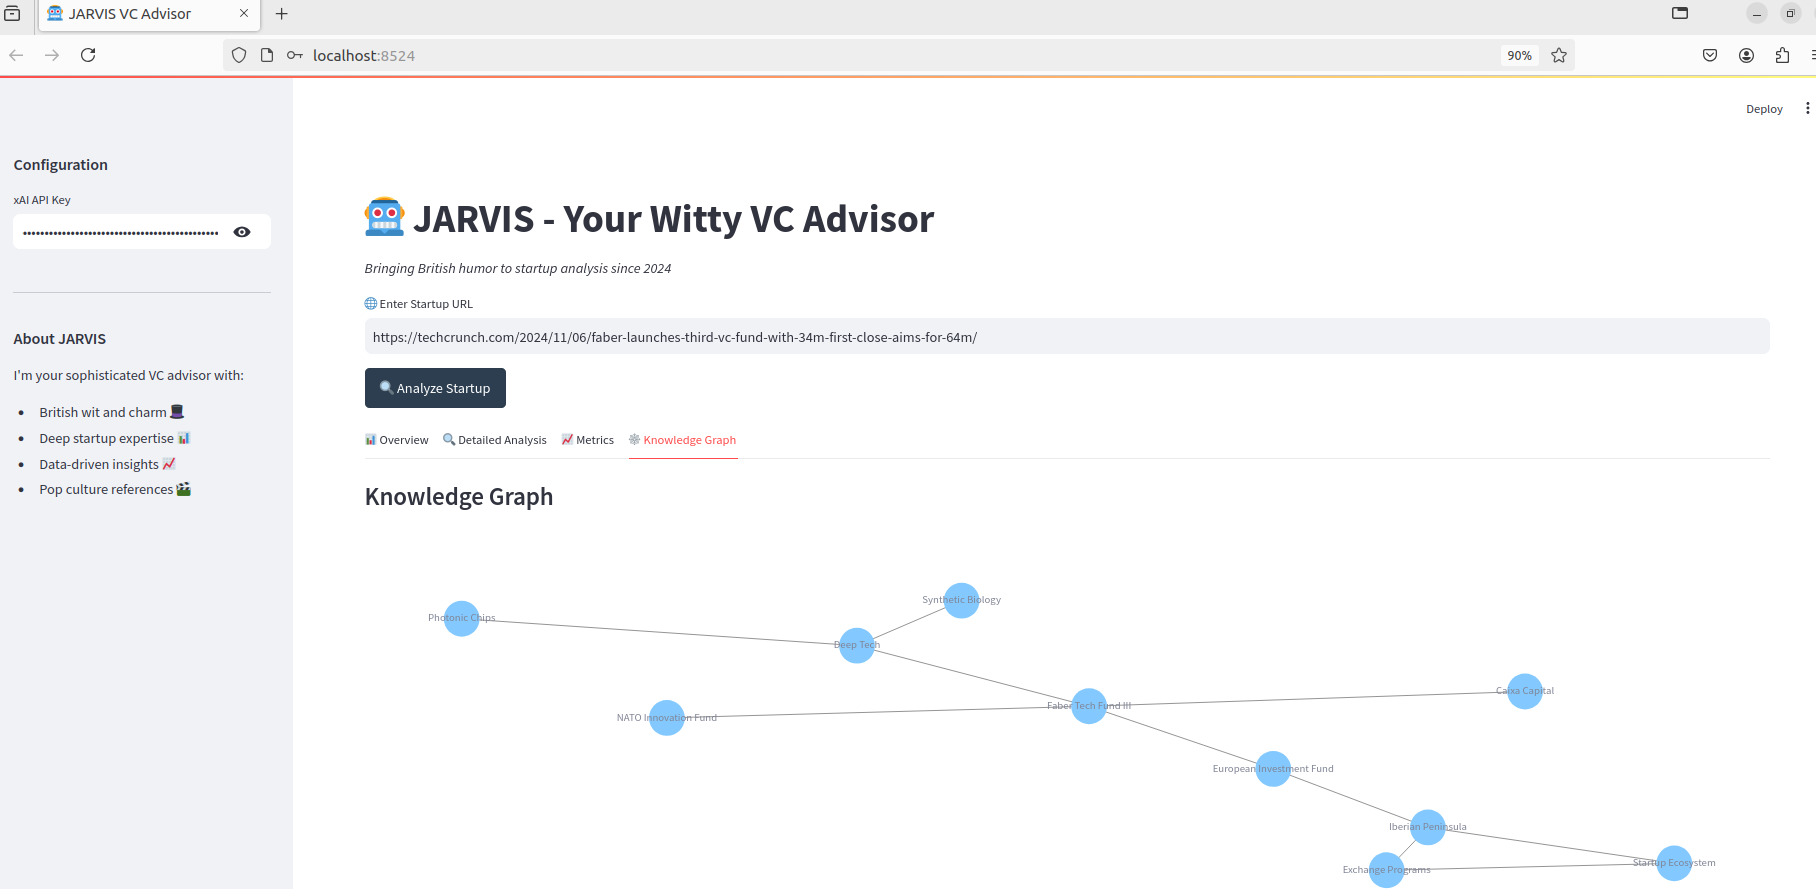 JARVIS VC Advisor
localhost:8524
90%
Deploy
Configuration
xAI API Key
About JARVIS
I'm your sophisticated VC advisor with:
British wit and charm
Deep startup expertise
Data-driven insights
Pop culture references
JARVIS - Your Witty VC Advisor
Bringing British humor to startup analysis since 2024
Enter Startup URL
https://techcrunch.com/2024/11/06/faber-launches-third-vc-fund-with-34m-first-close-aims-for-64m/
Analyze Startup
Overview
Detailed Analysis
Metrics
Knowledge Graph
Knowledge Graph
Synthetic Biology
Photonic Chips
Deep Tech
Caixa Capital
Faber Tech Fund III
NATO Innovation Fund
European Investment Fund
Iberian Peninsula
Startup Ecosystem
Exchange Programs